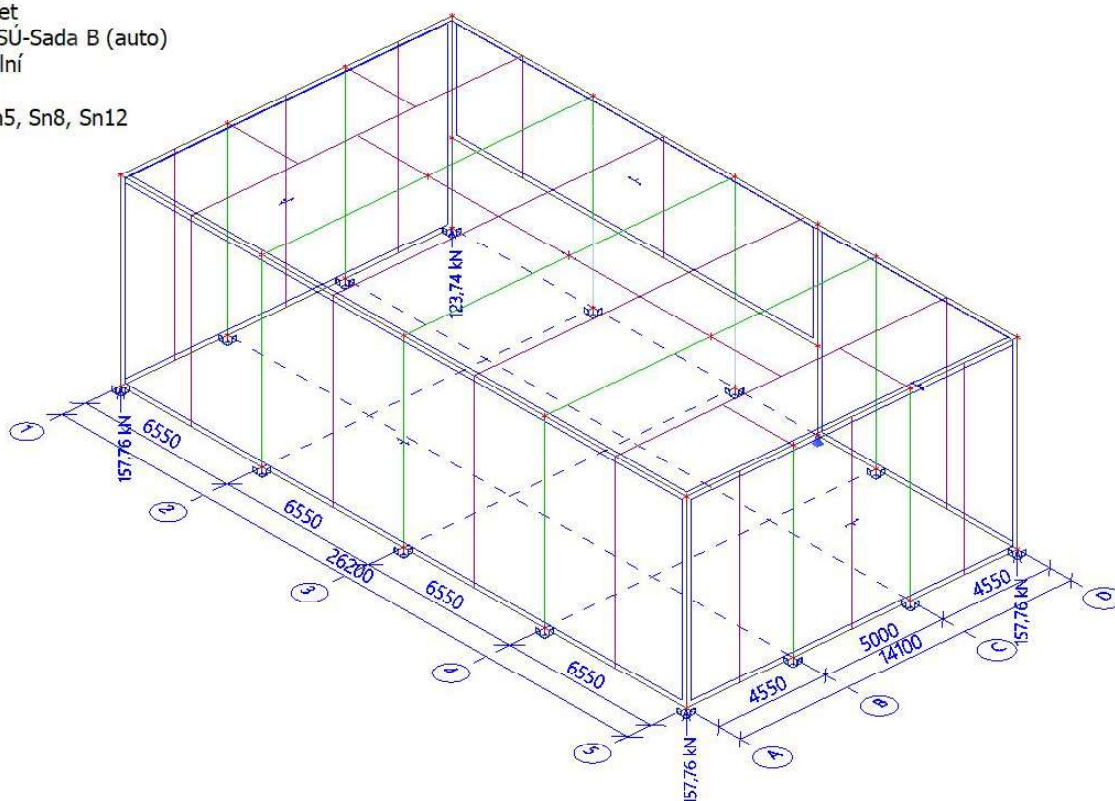 et
SÚ-Sada B (auto)
lní
n5, Sn8, Sn12
123,74 kN
157,76 kN
1
6550
2
6550
3
26200
6550
4
6550
5
157,76 kN
4550
5000
14100
4550
A
B
C
D
157,76 kN